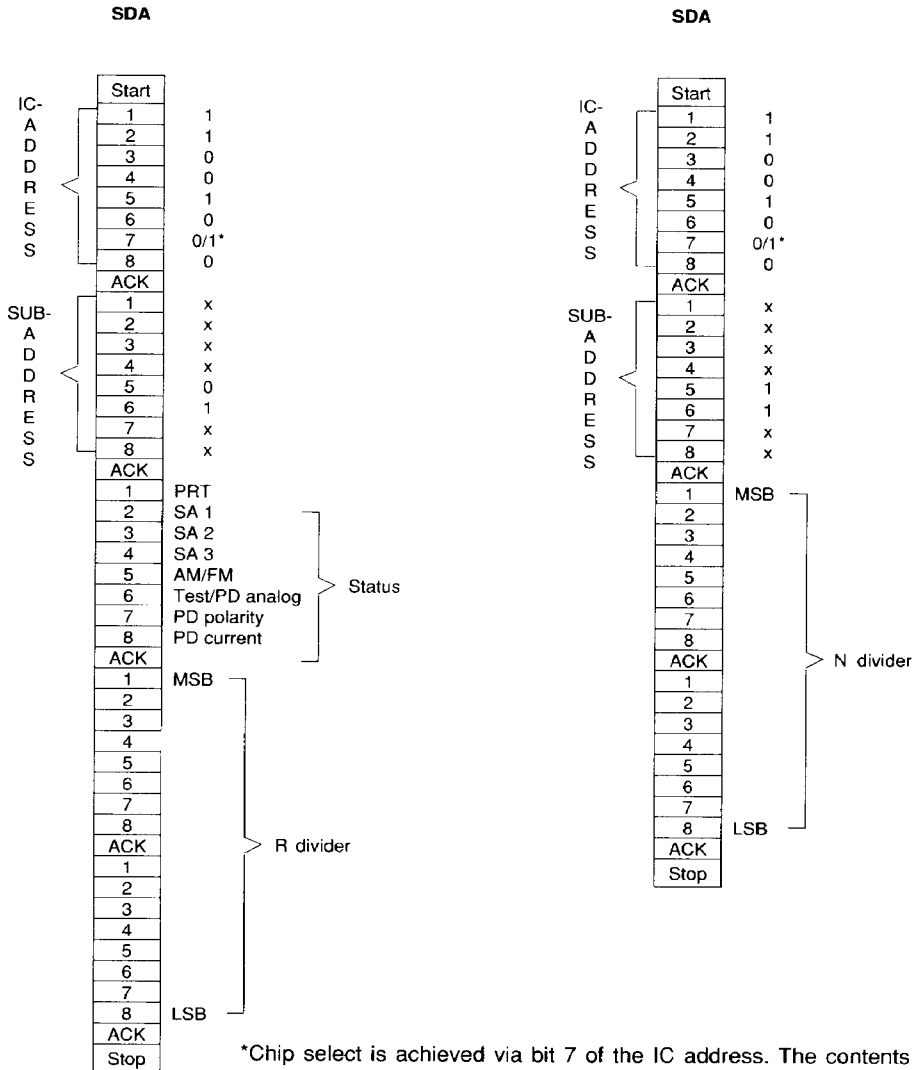 SDA
Start
IC-
A
D
D
R
E
S
S
1 1
2 1
3 0
4 0
5 1
6 0
7 0/1*
8 0
ACK
SUB-
A
D
D
R
E
S
S
1 x
2 x
3 x
4 x
5 0
6 1
7 x
8 x
ACK
1 PRT
2 SA 1
3 SA 2
4 SA 3
5 AM/FM
6 Test/PD analog
7 PD polarity
8 PD current
Status
ACK
1 MSB
2
3
4
5
6
7
8
ACK
R divider
1
2
3
4
5
6
7
8 LSB
ACK
Stop
SDA
Start
IC-
A
D
D
R
E
S
S
1 1
2 1
3 0
4 0
5 1
6 0
7 0/1*
8 0
ACK
SUB-
A
D
D
R
E
S
S
1 x
2 x
3 x
4 x
5 1
6 1
7 x
8 x
ACK
1 MSB
2
3
4
5
6
7
8
ACK
N divider
1
2
3
4
5
6
7
8 LSB
ACK
Stop
*Chip select is achieved via bit 7 of the IC address. The contents